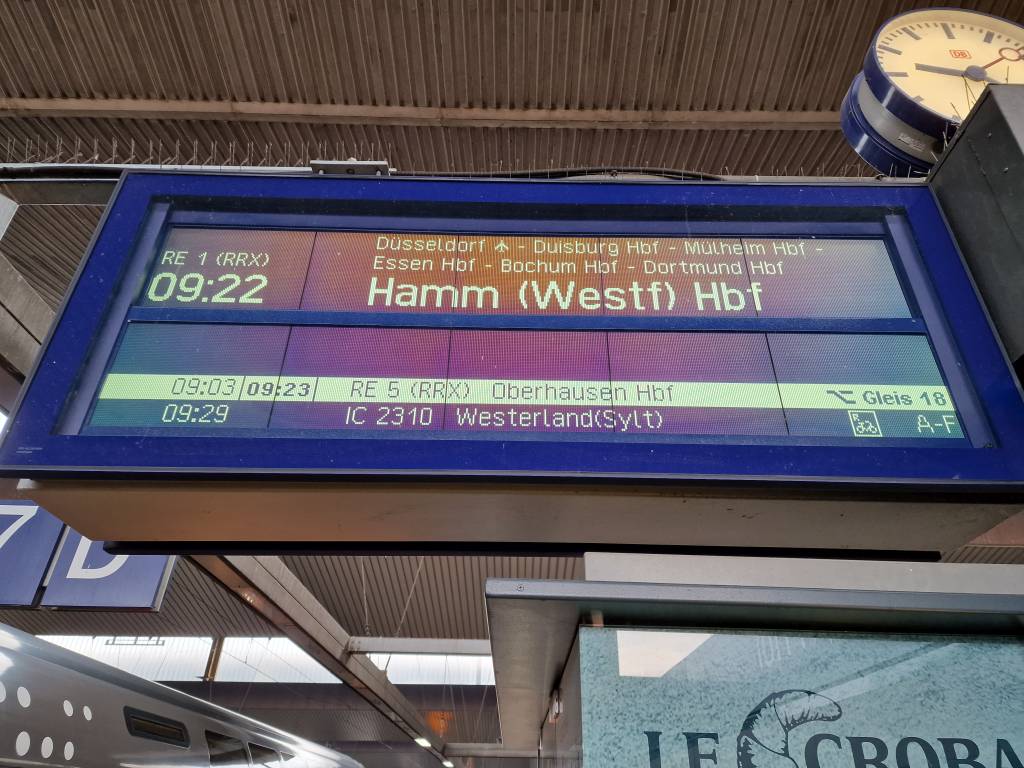 DB
RE 1 (RRX)
09:22
Düsseldorf ✈ - Duisburg Hbf - Mülheim Hbf -
Essen Hbf - Bochum Hbf - Dortmund Hbf
Hamm (Westf) Hbf
09:03 09:23 RE 5 (RRX) Oberhausen Hbf Gleis 18
09:29 IC 2310 Westerland(Sylt) R A-F
7 D
LE CROBA